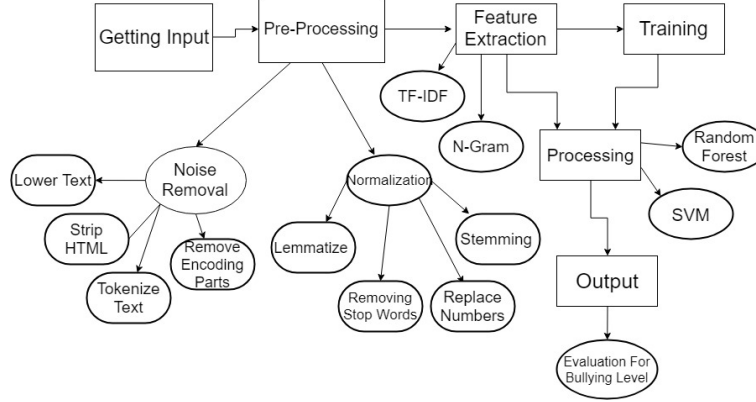 Getting Input
Pre-Processing
Feature
Extraction
Training
TF-IDF
N-Gram
Processing
Random
Forest
SVM
Noise
Removal
Lower Text
Strip
HTML
Tokenize
Text
Remove
Encoding
Parts
Normalization
Lemmatize
Removing
Stop Words
Replace
Numbers
Stemming
Output
Evaluation For
Bullying Level